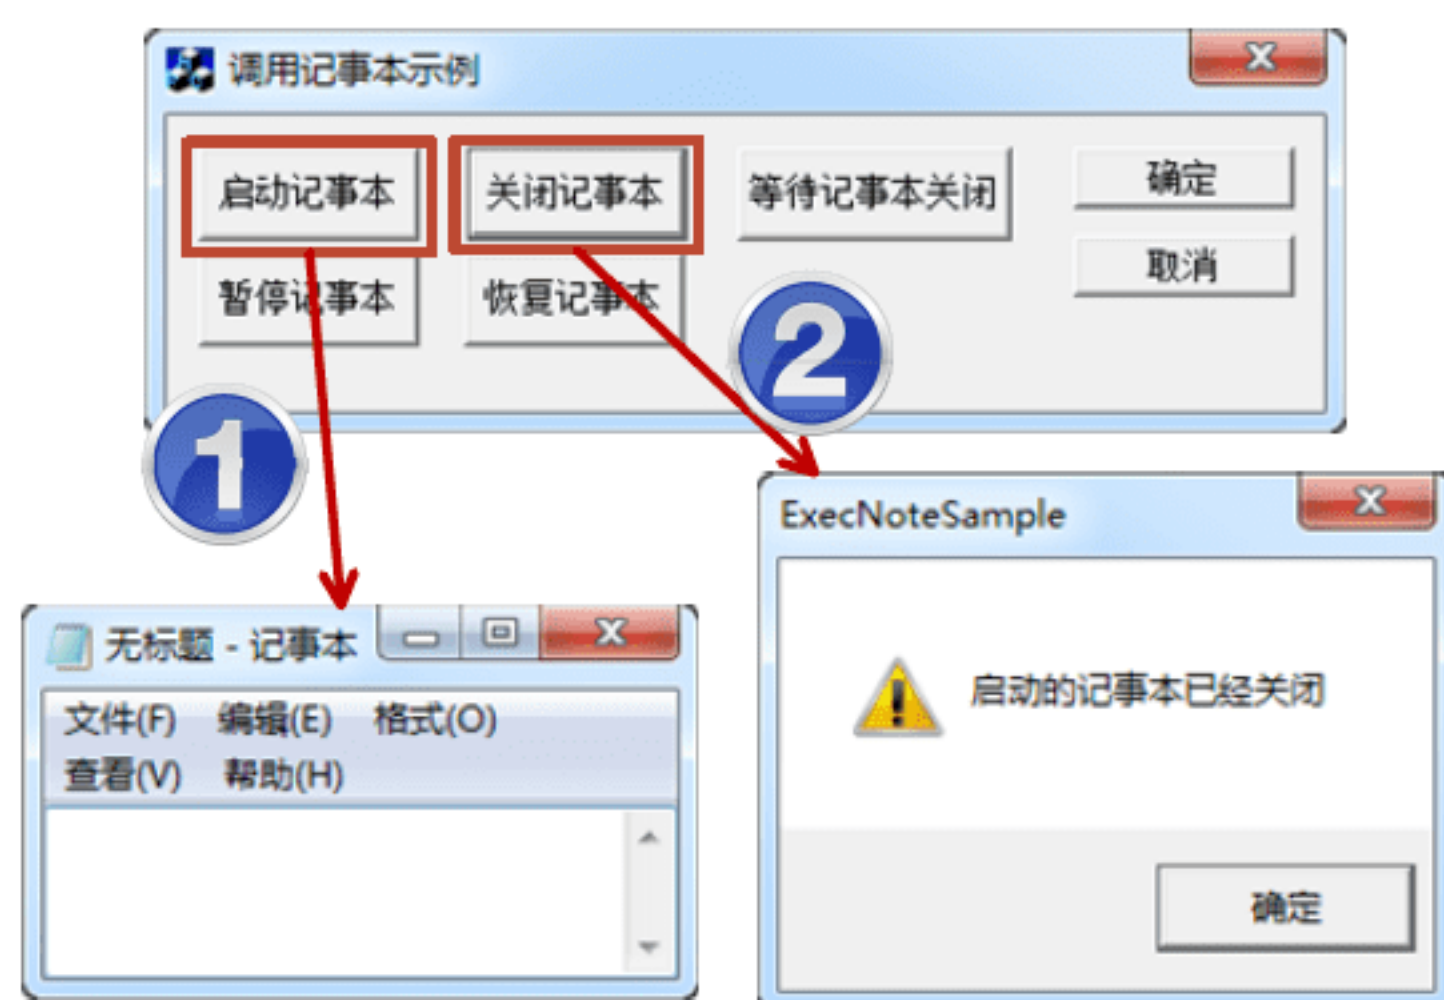 调用记事本示例
启动记事本 关闭记事本 等待记事本关闭 确定
取消
暂停记事本 恢复记事本
1
2
无标题 - 记事本
文件(F) 编辑(E) 格式(O)
查看(V) 帮助(H)
ExecNoteSample
启动的记事本已经关闭
确定